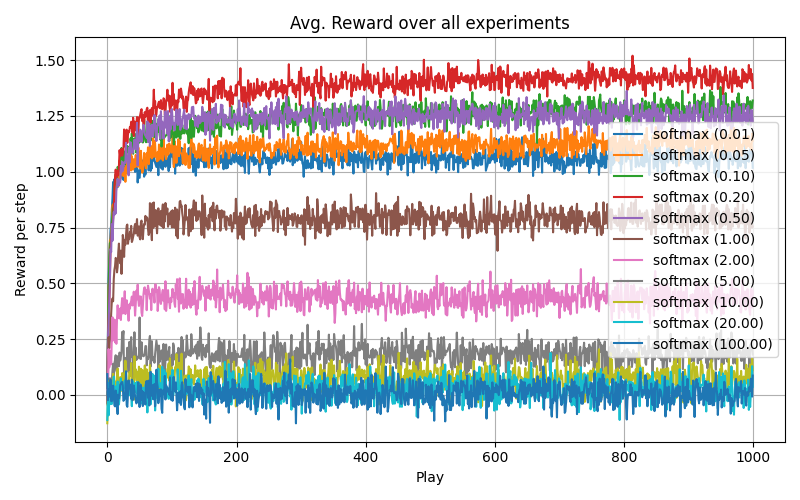 Avg. Reward over all experiments
1.50
1.25
1.00
0.75
0.50
0.25
0.00
Reward per step
softmax (0.01)
softmax (0.05)
softmax (0.10)
softmax (0.20)
softmax (0.50)
softmax (1.00)
softmax (2.00)
softmax (5.00)
softmax (10.00)
softmax (20.00)
softmax (100.00)
0 200 400 600 800 1000
Play